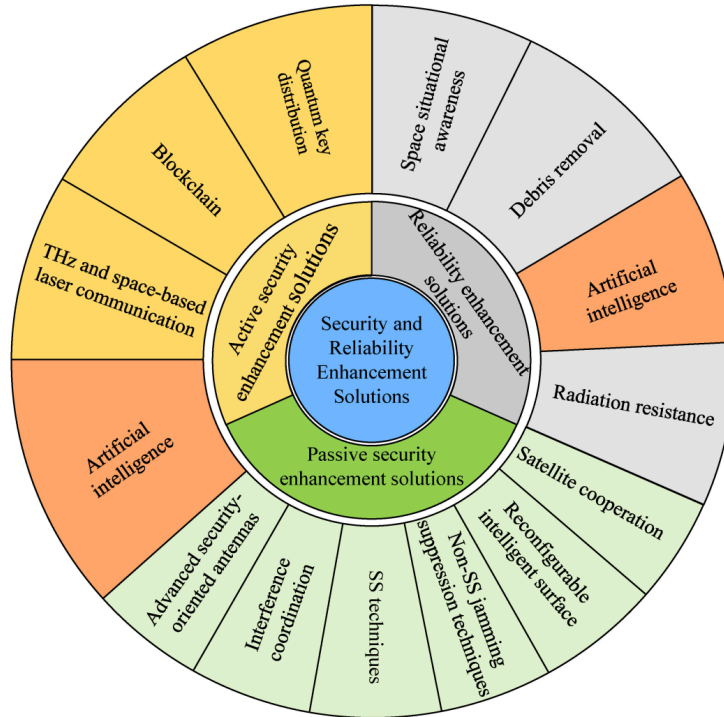 Quantum key
distribution
Space situational
awareness
Blockchain
Debris removal
THz and space-based
laser communication
Active security
enhancement solutions
Reliability enhancement
solutions
Artificial
intelligence
Security and
Reliability
Enhancement
Solutions
Radiation resistance
Artificial
intelligence
Passive security
enhancement solutions
Satellite cooperation
Advanced security-
oriented antennas
Interference
coordination
SS techniques
Non-SS jamming
suppression techniques
Reconfigurable
intelligent surface